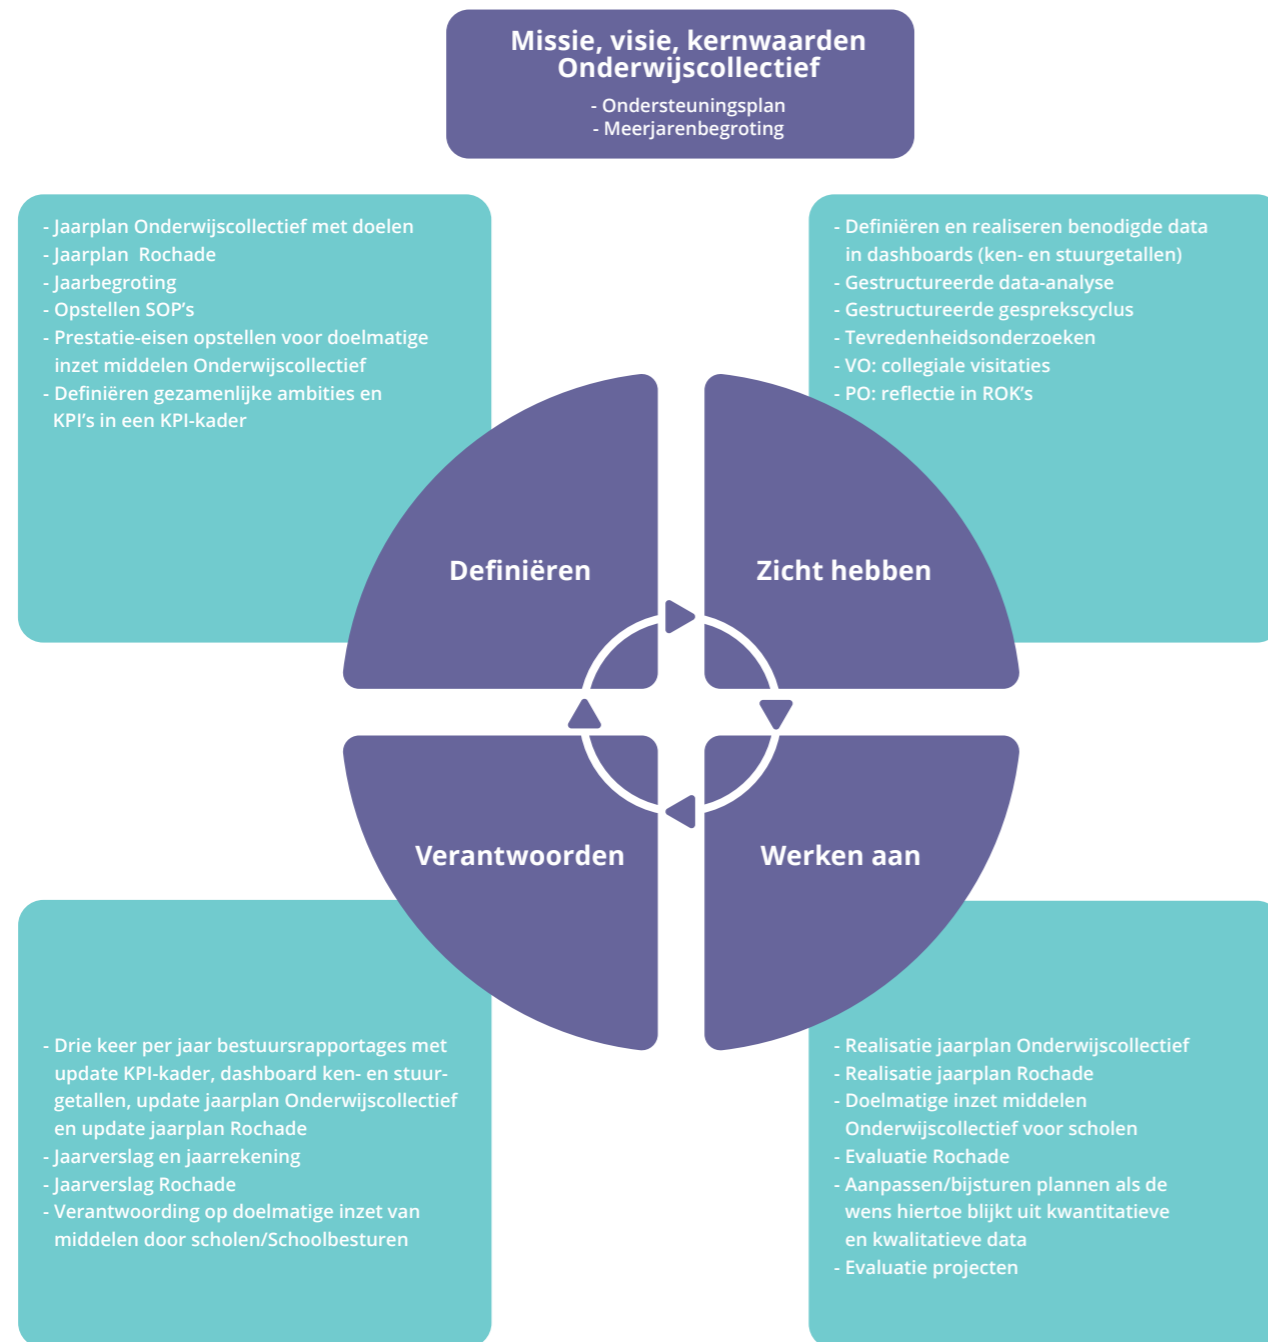 Missie, visie, kernwaarden
Onderwijscollectief
- Ondersteuningsplan
- Meerjarenbegroting
- Jaarplan Onderwijscollectief met doelen
- Jaarplan  Rochade
- Jaarbegroting
- Opstellen SOP's
- Prestatie-eisen opstellen voor doelmatige
inzet middelen Onderwijscollectief
- Definiëren gezamenlijke ambities en
KPI's in een KPI-kader
- Definiëren en realiseren benodigde data
in dashboards (ken- en stuurgetallen)
- Gestructureerde data-analyse
- Gestructureerde gesprekscyclus
- Tevredenheidsonderzoeken
- VO: collegiale visitaties
- PO: reflectie in ROK's
Definiëren
Zicht hebben
Verantwoorden
Werken aan
- Drie keer per jaar bestuursrapportages met
update KPI-kader, dashboard ken- en stuur-
getallen, update jaarplan Onderwijscollectief
en update jaarplan Rochade
- Jaarverslag en jaarrekening
- Jaarverslag Rochade
- Verantwoording op doelmatige inzet van
middelen door scholen/Schoolbesturen
- Realisatie jaarplan Onderwijscollectief
- Realisatie jaarplan Rochade
- Doelmatige inzet middelen
Onderwijscollectief voor scholen
- Evaluatie Rochade
- Aanpassen/bijsturen plannen als de
wens hiertoe blijkt uit kwantitatieve
en kwalitatieve data
- Evaluatie projecten